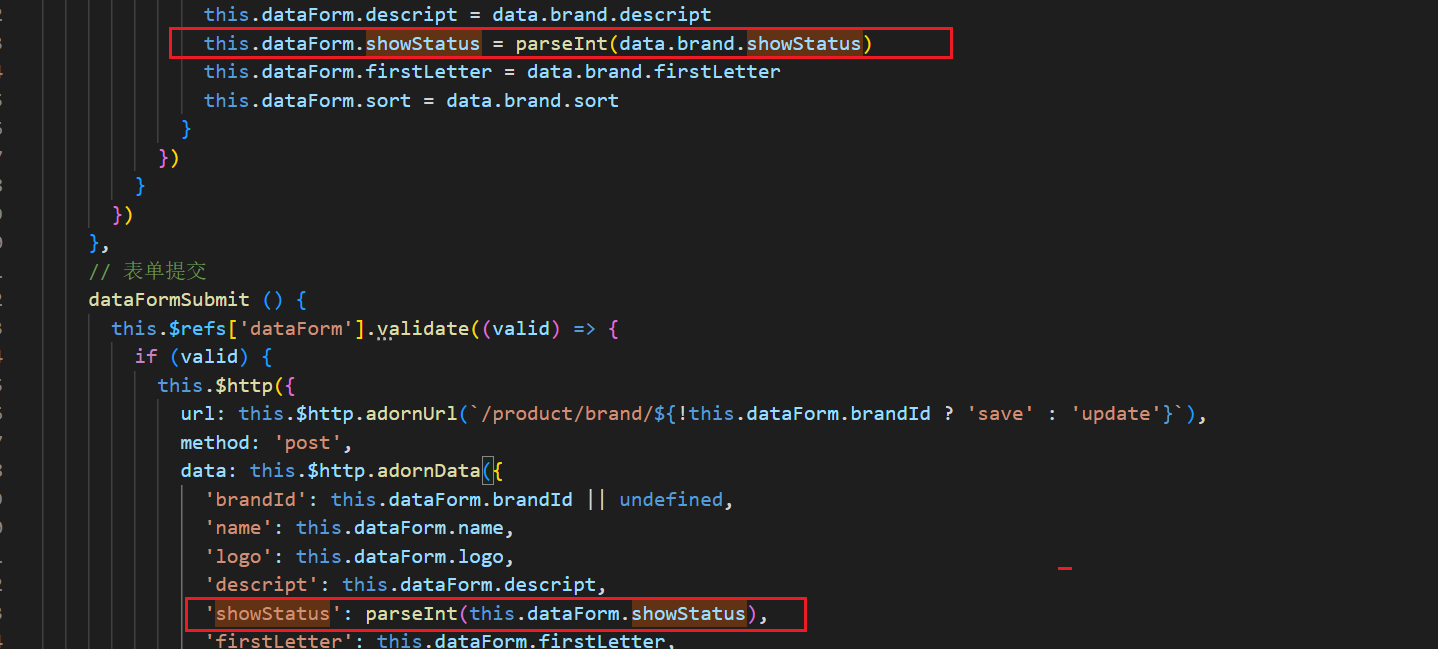 this.dataForm.descript = data.brand.descript
this.dataForm.showStatus = parseInt(data.brand.showStatus)
this.dataForm.firstLetter = data.brand.firstLetter
this.dataForm.sort = data.brand.sort
}
})
}
})
},
// 表单提交
dataFormSubmit () {
this.$refs['dataForm'].validate((valid) => {
if (valid) {
this.$http({
url: this.$http.adornUrl(`/product/brand/${!this.dataForm.brandId ? 'save' : 'update'}`),
method: 'post',
data: this.$http.adornData({
'brandId': this.dataForm.brandId || undefined,
'name': this.dataForm.name,
'logo': this.dataForm.logo,
'descript': this.dataForm.descript,
'showStatus': parseInt(this.dataForm.showStatus),
'firstLetter': this.dataForm.firstLetter,